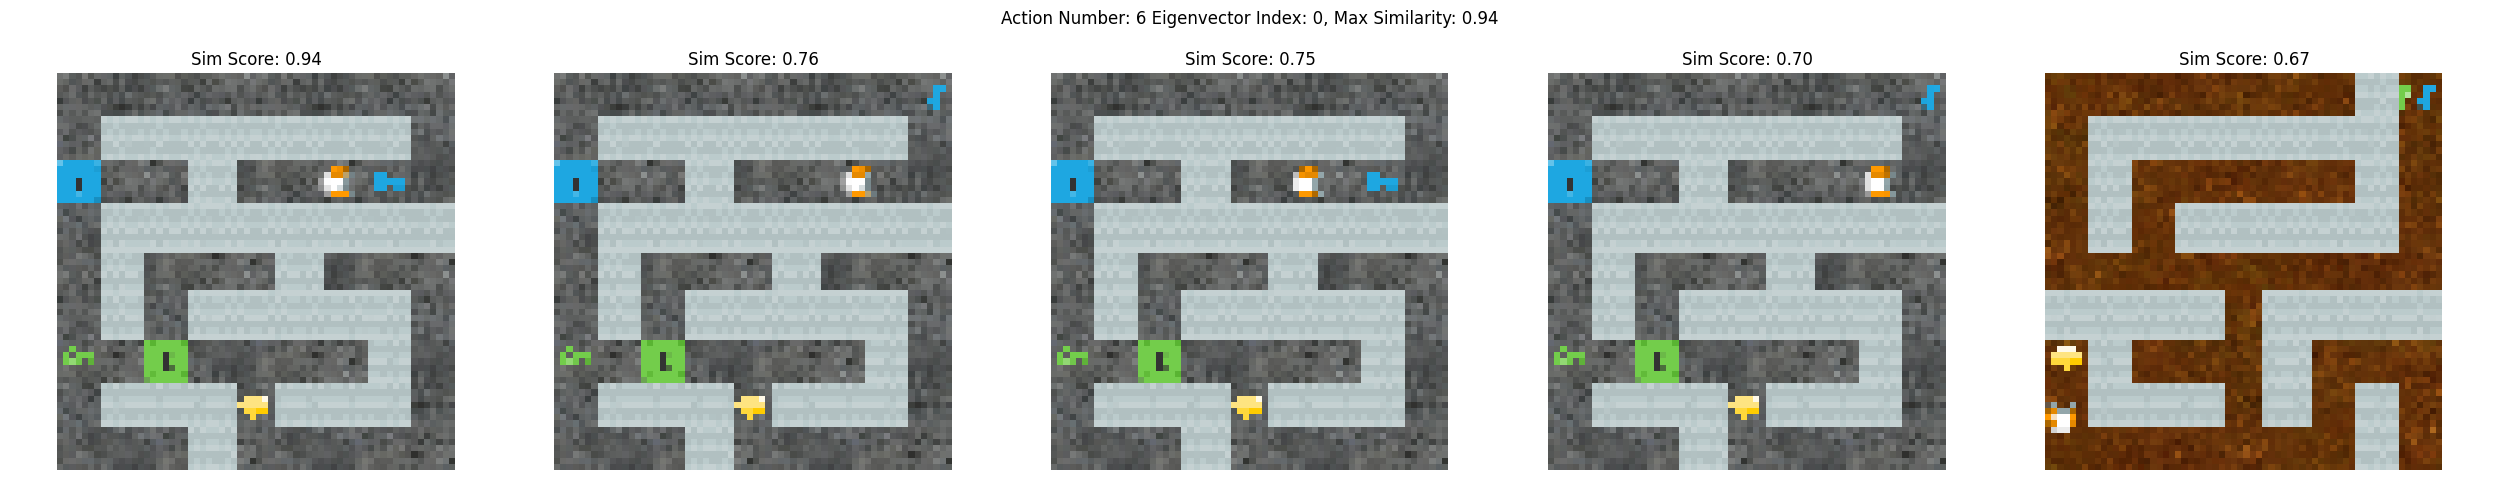 Action Number: 6 Eigenvector Index: 0, Max Similarity: 0.94
Sim Score: 0.94
Sim Score: 0.76
Sim Score: 0.75
Sim Score: 0.70
Sim Score: 0.67